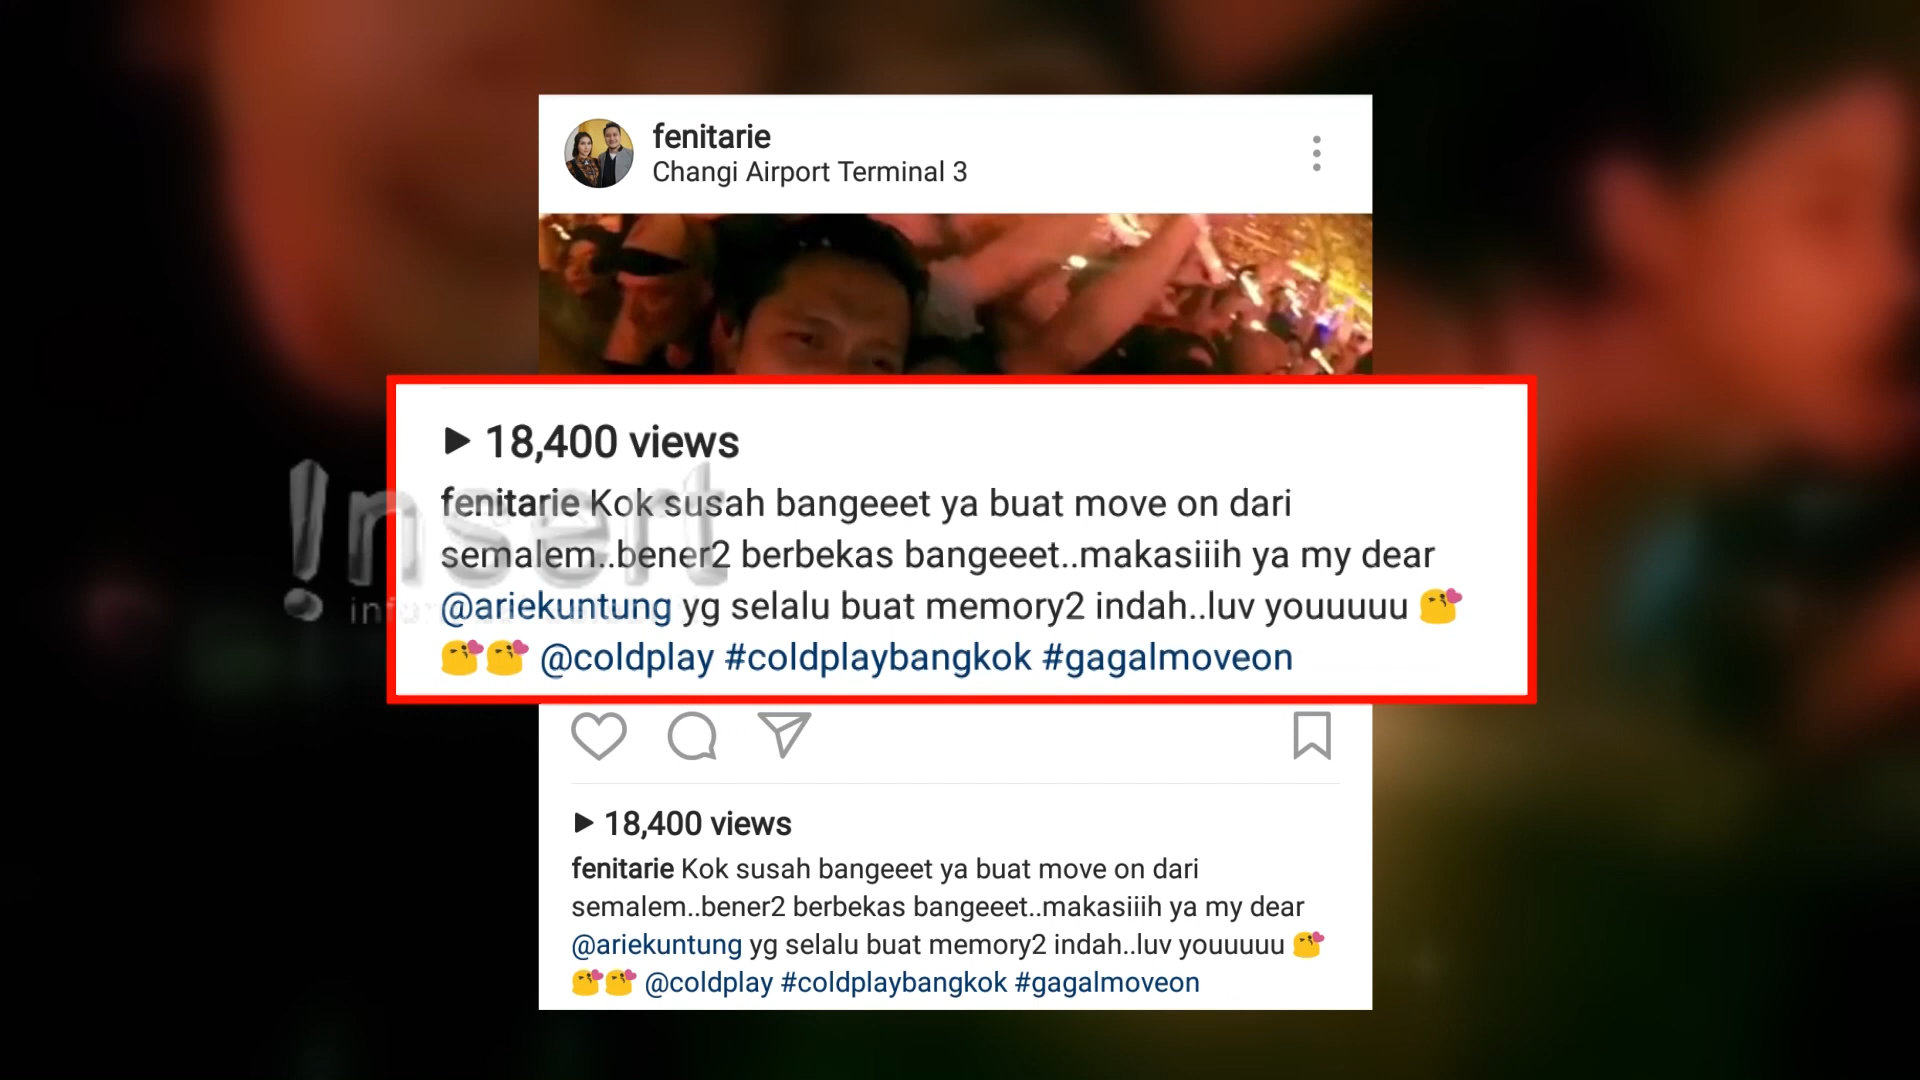 fenitarie
Changi Airport Terminal 3
18,400 views
fenitarie Kok susah bangeeet ya buat move on dari
semalem..bener2 berbekas bangeeet..makasiiih ya my dear
@ariekuntung yg selalu buat memory2 indah..luv youuuuu 😘
😘😘 @coldplay #coldplaybangkok #gagalmoveon
!nsert
18,400 views
fenitarie Kok susah bangeeet ya buat move on dari
semalem..bener2 berbekas bangeeet..makasiiih ya my dear
@ariekuntung yg selalu buat memory2 indah..luv youuuuu 😘
😘😘 @coldplay #coldplaybangkok #gagalmoveon